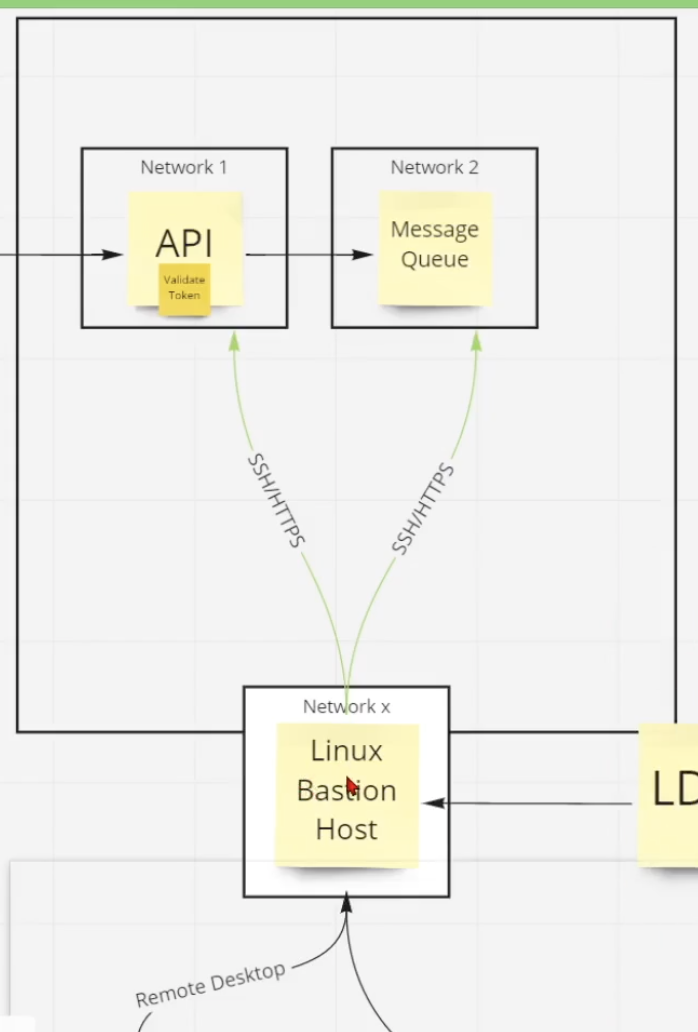 Network 1
Network 2
API
Validate
Token
Message
Queue
SSH/HTTPS
SSH/HTTPS
Network x
Linux
Bastion
Host
LD
Remote Desktop